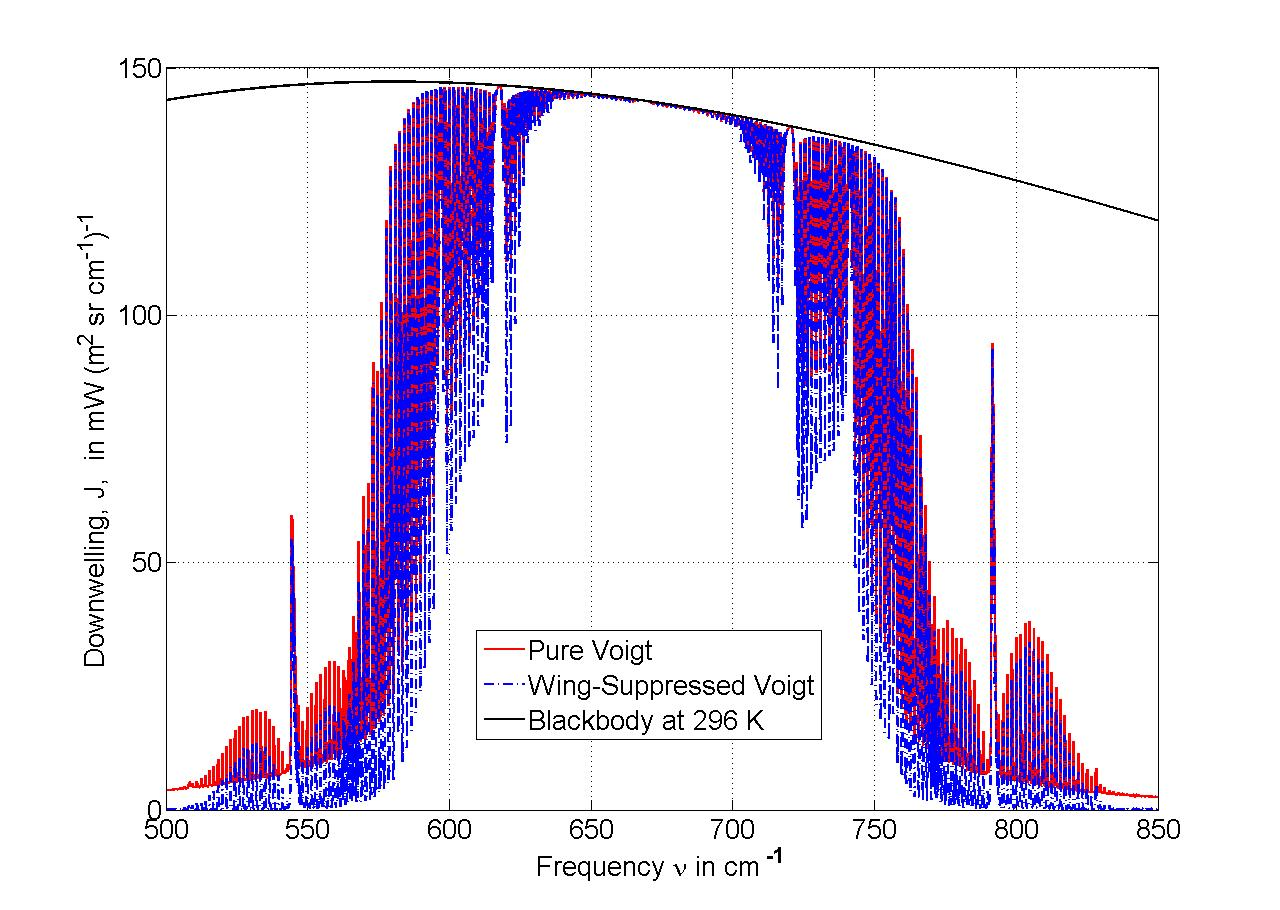 150
100
50
0
Downwelling, J, in mW (m² sr cm⁻¹)⁻¹
Pure Voigt
Wing-Suppressed Voigt
Blackbody at 296 K
500 550 600 650 700 750 800 850
Frequency ν in cm⁻¹